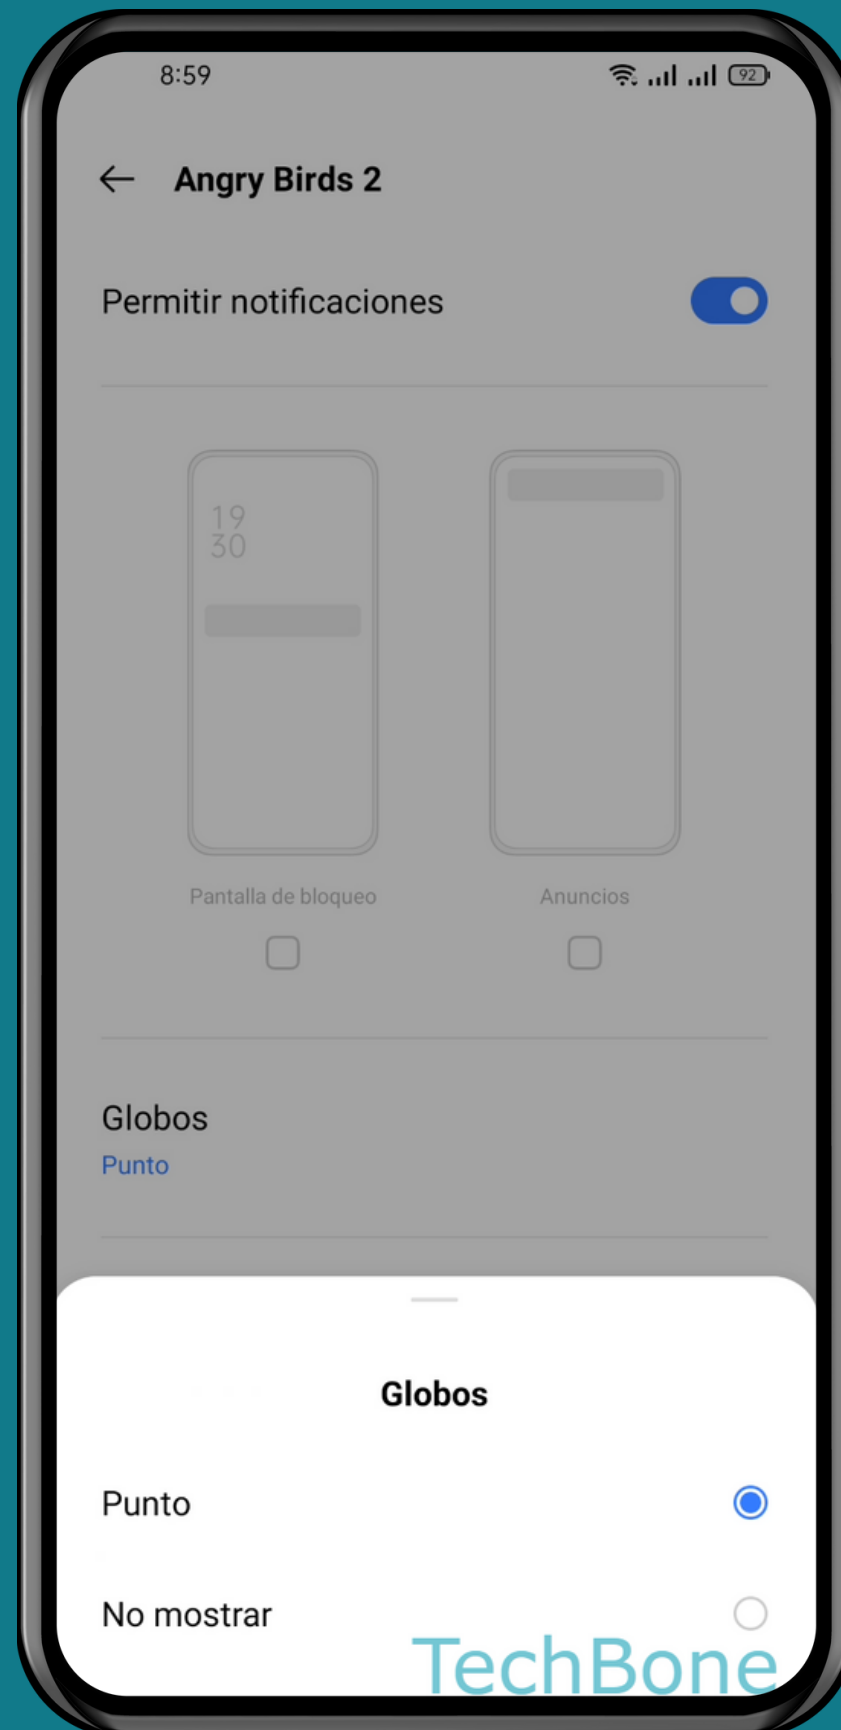 8:59
92
Angry Birds 2
Permitir notificaciones
19
30
Pantalla de bloqueo
Anuncios
Globos
Punto
Globos
Punto
No mostrar
TechBone